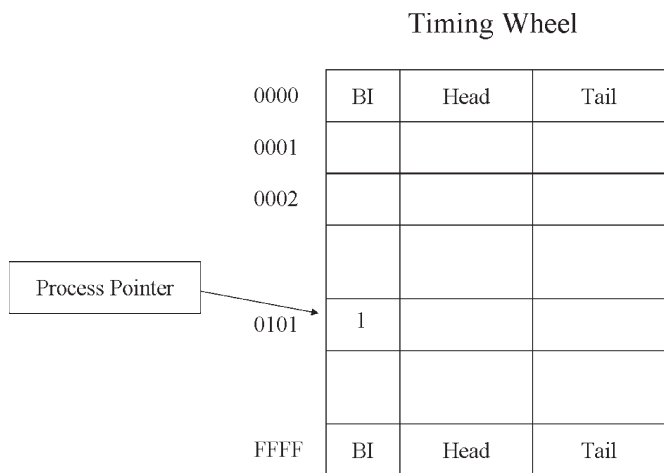 Timing Wheel
0000 BI Head Tail
0001
0002
Process Pointer
0101 1
FFFF BI Head Tail